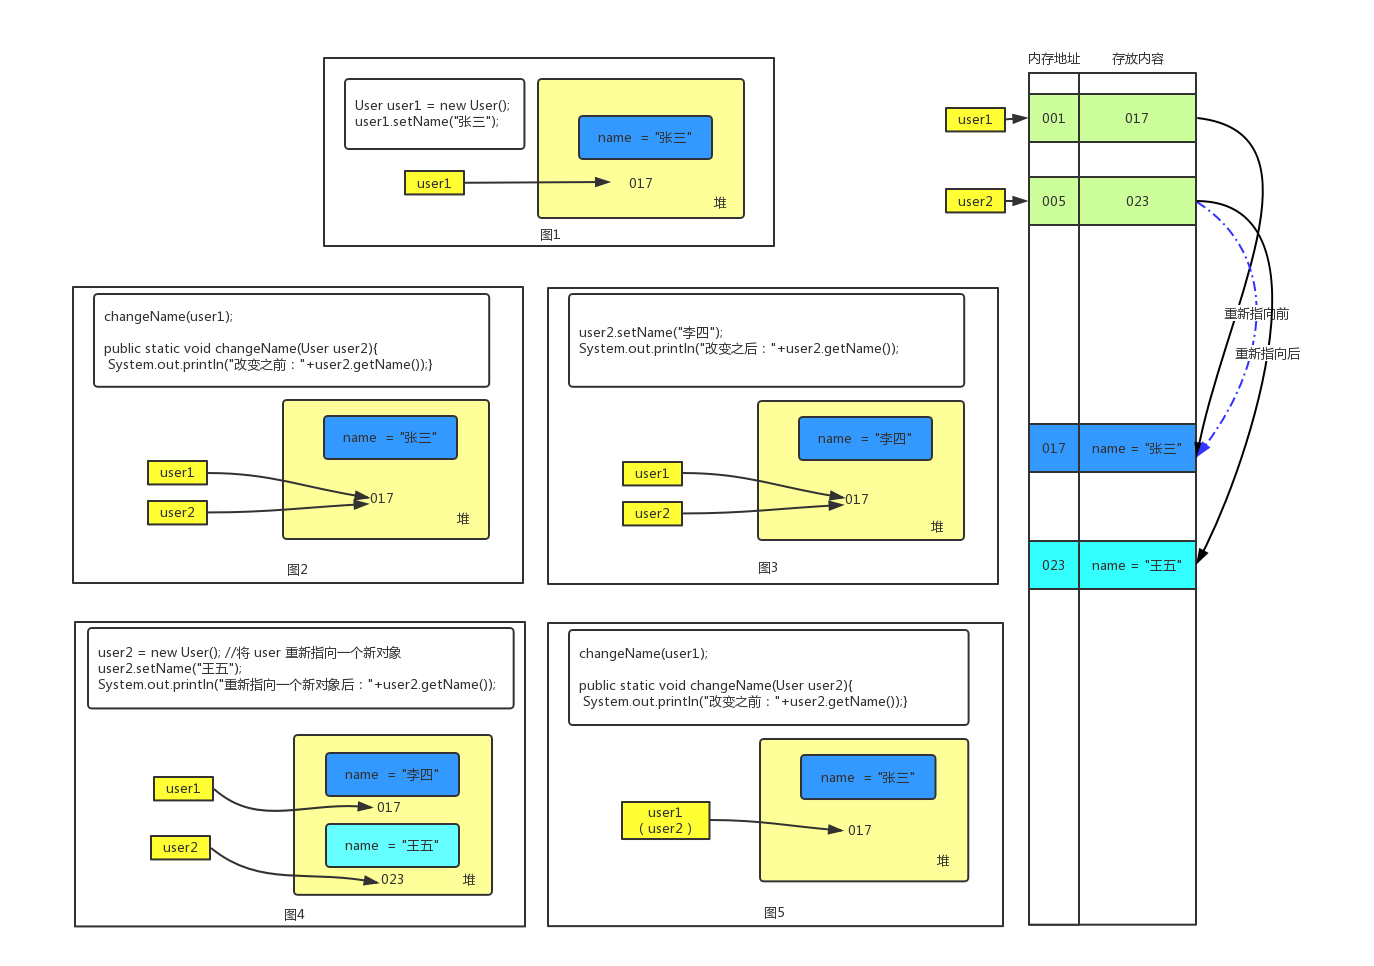 User user1 = new User();
user1.setName("张三");
name  = "张三"
user1
017
堆
图1
changeName(user1);
public static void changeName(User user2){
System.out.println("改变之前："+user2.getName());}
name  = "张三"
user1
017
user2
堆
图2
user2.setName("李四");
System.out.println("改变之后："+user2.getName());
name  = "李四"
user1
017
user2
堆
图3
user2 = new User(); //将 user 重新指向一个新对象
user2.setName("王五");
System.out.println("重新指向一个新对象后："+user2.getName());
name  = "李四"
user1
017
name  = "王五"
user2
023
堆
图4
changeName(user1);
public static void changeName(User user2){
System.out.println("改变之前："+user2.getName());}
name  = "张三"
user1
（user2）
017
堆
图5
内存地址 存放内容
user1 001 017
user2 005 023
重新指向前
重新指向后
017 name = "张三"
023 name = "王五"